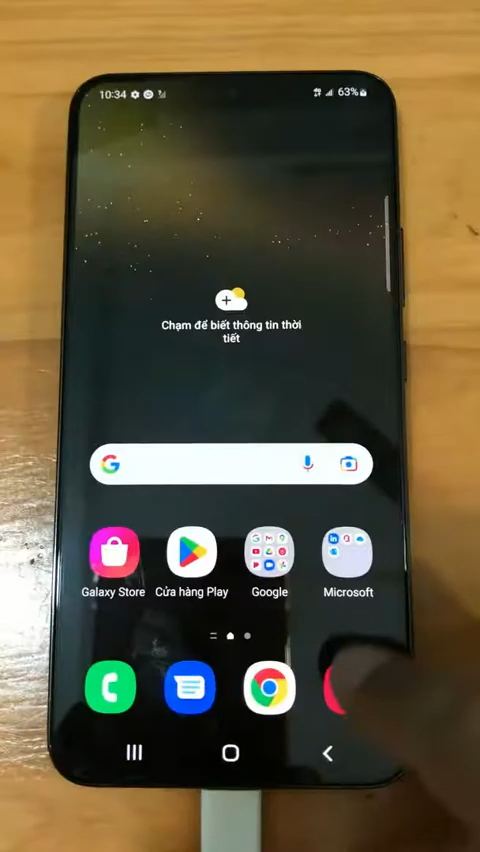 10:34
63%
Chạm để biết thông tin thời
tiết
Galaxy Store
Cửa hàng Play
Google
Microsoft